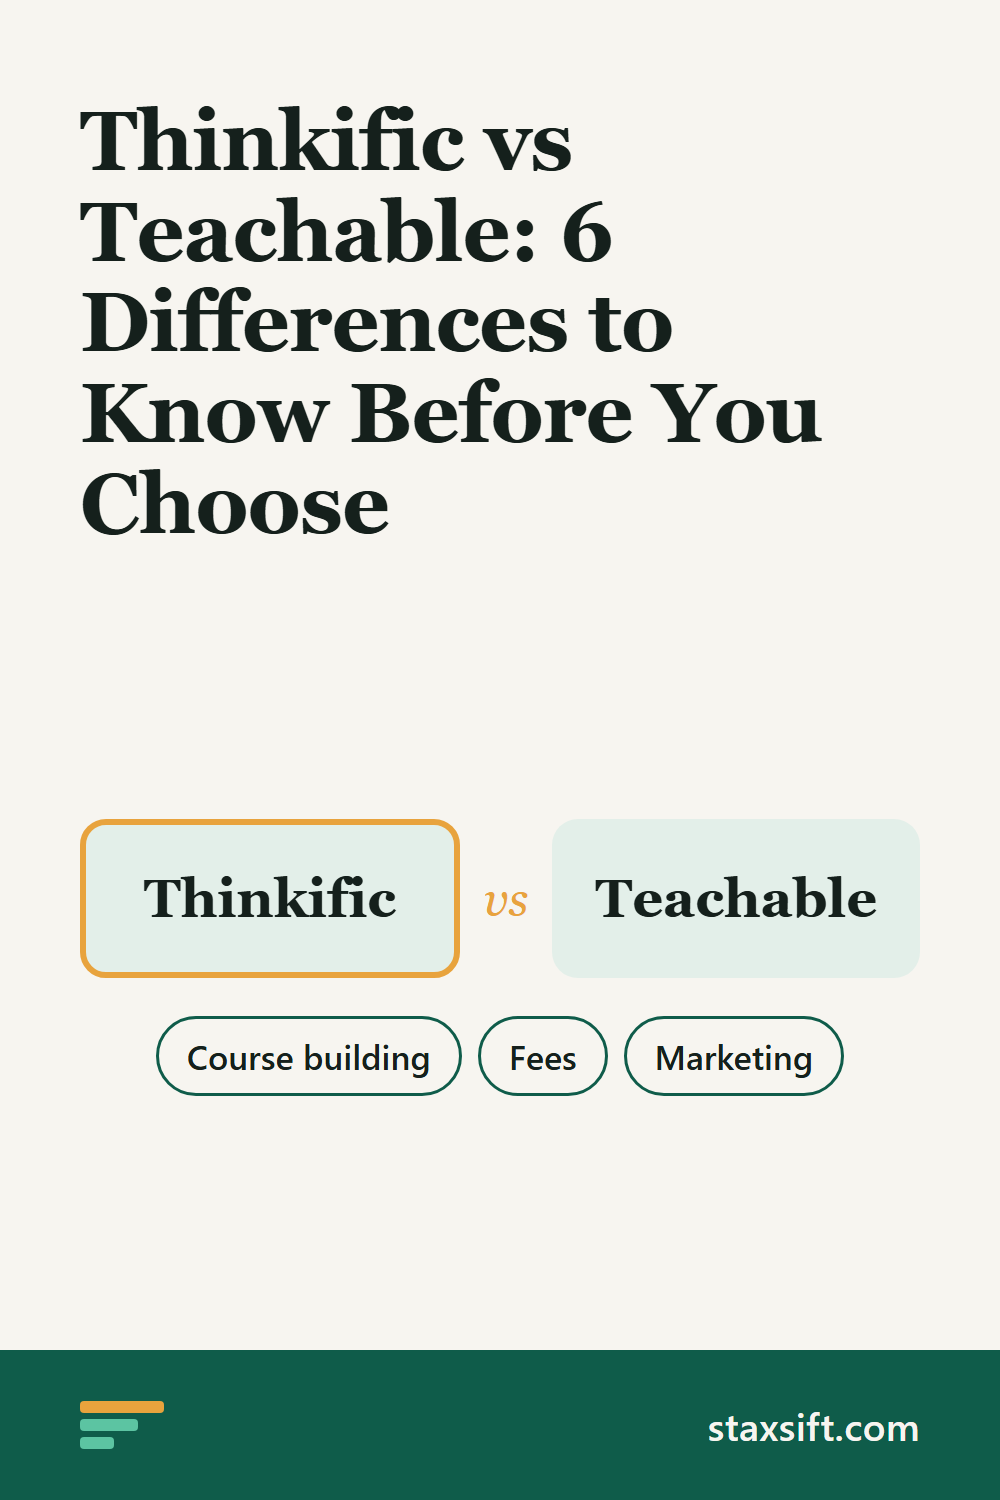 Thinkific vs
Teachable: 6
Differences to
Know Before You
Choose
Thinkific vs Teachable
Course building Fees Marketing
staxsift.com